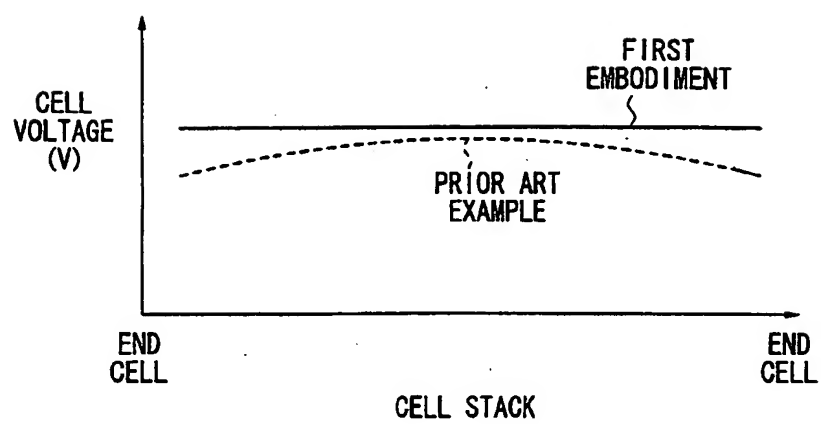 FIRST
EMBODIMENT
CELL
VOLTAGE
(V)
PRIOR ART
EXAMPLE
END
CELL
END
CELL
CELL STACK